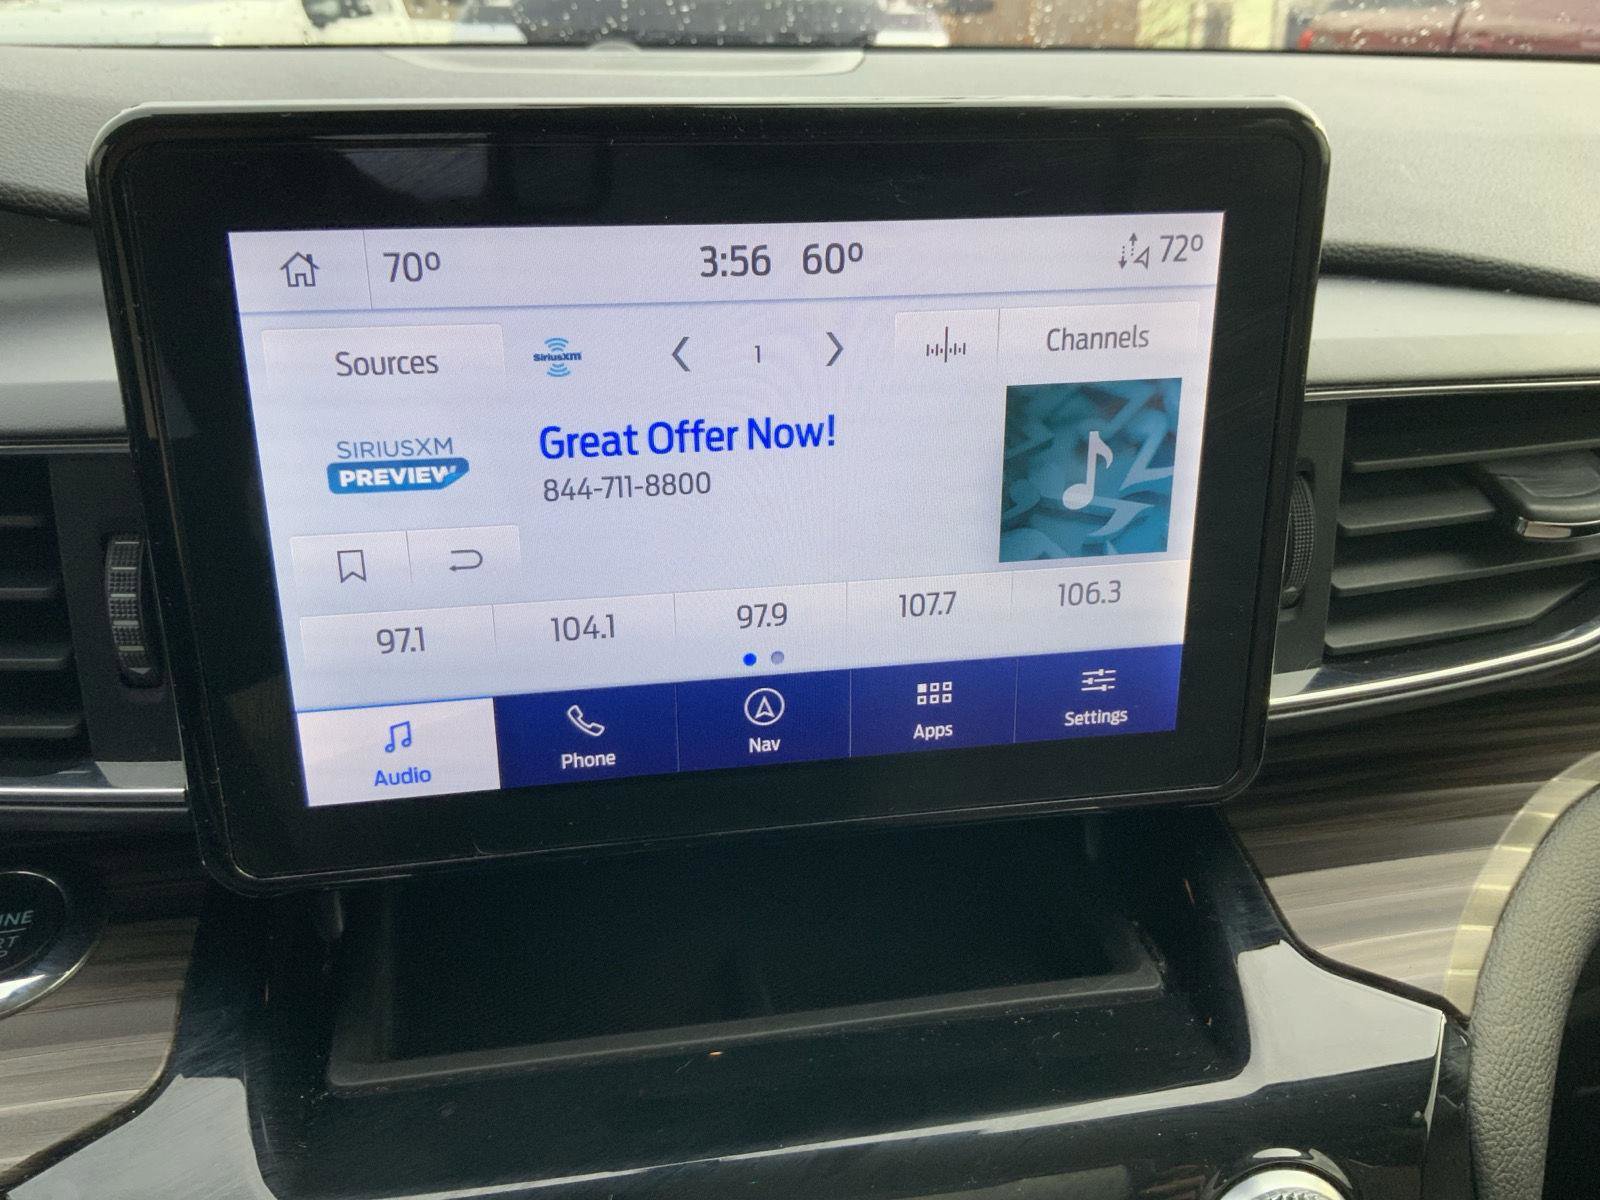 70° 3:56 60° 72°
Sources SiriusXM 1 Channels
SIRIUSXM
PREVIEW
Great Offer Now!
844-711-8800
97.1 104.1 97.9 107.7 106.3
Audio Phone Nav Apps Settings